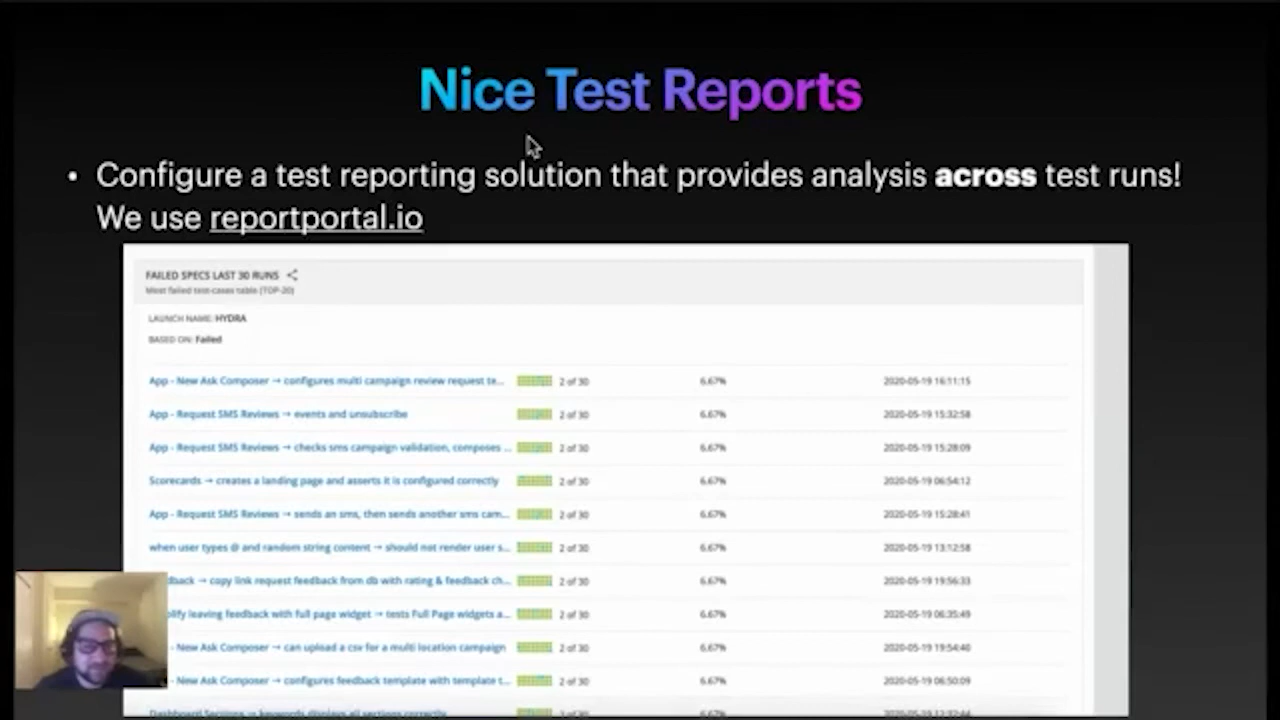 Nice Test Reports
• Configure a test reporting solution that provides analysis across test runs!
We use reportportal.io
FAILED SPECS LAST 30 RUNS
Most failed test-cases table (TOP-20)
LAUNCH NAME: HYDRA
BASED ON: Failed
App - New Ask Composer → configures multi campaign review request te... 2 of 30 6.67% 2020-05-19 16:11:15
App - Request SMS Reviews → events and unsubscribe 2 of 30 6.67% 2020-05-19 15:32:58
App - Request SMS Reviews → checks sms campaign validation, composes ... 2 of 30 6.67% 2020-05-19 15:28:09
Scorecards → creates a landing page and asserts it is configured correctly 2 of 30 6.67% 2020-05-19 06:54:12
App - Request SMS Reviews → sends an sms, then sends another sms cam... 2 of 30 6.67% 2020-05-19 15:28:41
when user types @ and random string content → should not render user s... 2 of 30 6.67% 2020-05-19 13:12:58
dback → copy link request feedback from db with rating & feedback ch... 2 of 30 6.67% 2020-05-19 19:56:33
plify leaving feedback with full page widget → tests Full Page widgets a... 2 of 30 6.67% 2020-05-19 06:35:49
- New Ask Composer → can upload a csv for a multi location campaign 2 of 30 6.67% 2020-05-19 19:54:40
- New Ask Composer → configures feedback template with template t... 2 of 30 6.67% 2020-05-19 06:50:09
Dashboard Sections → keywords displays all sections correctly